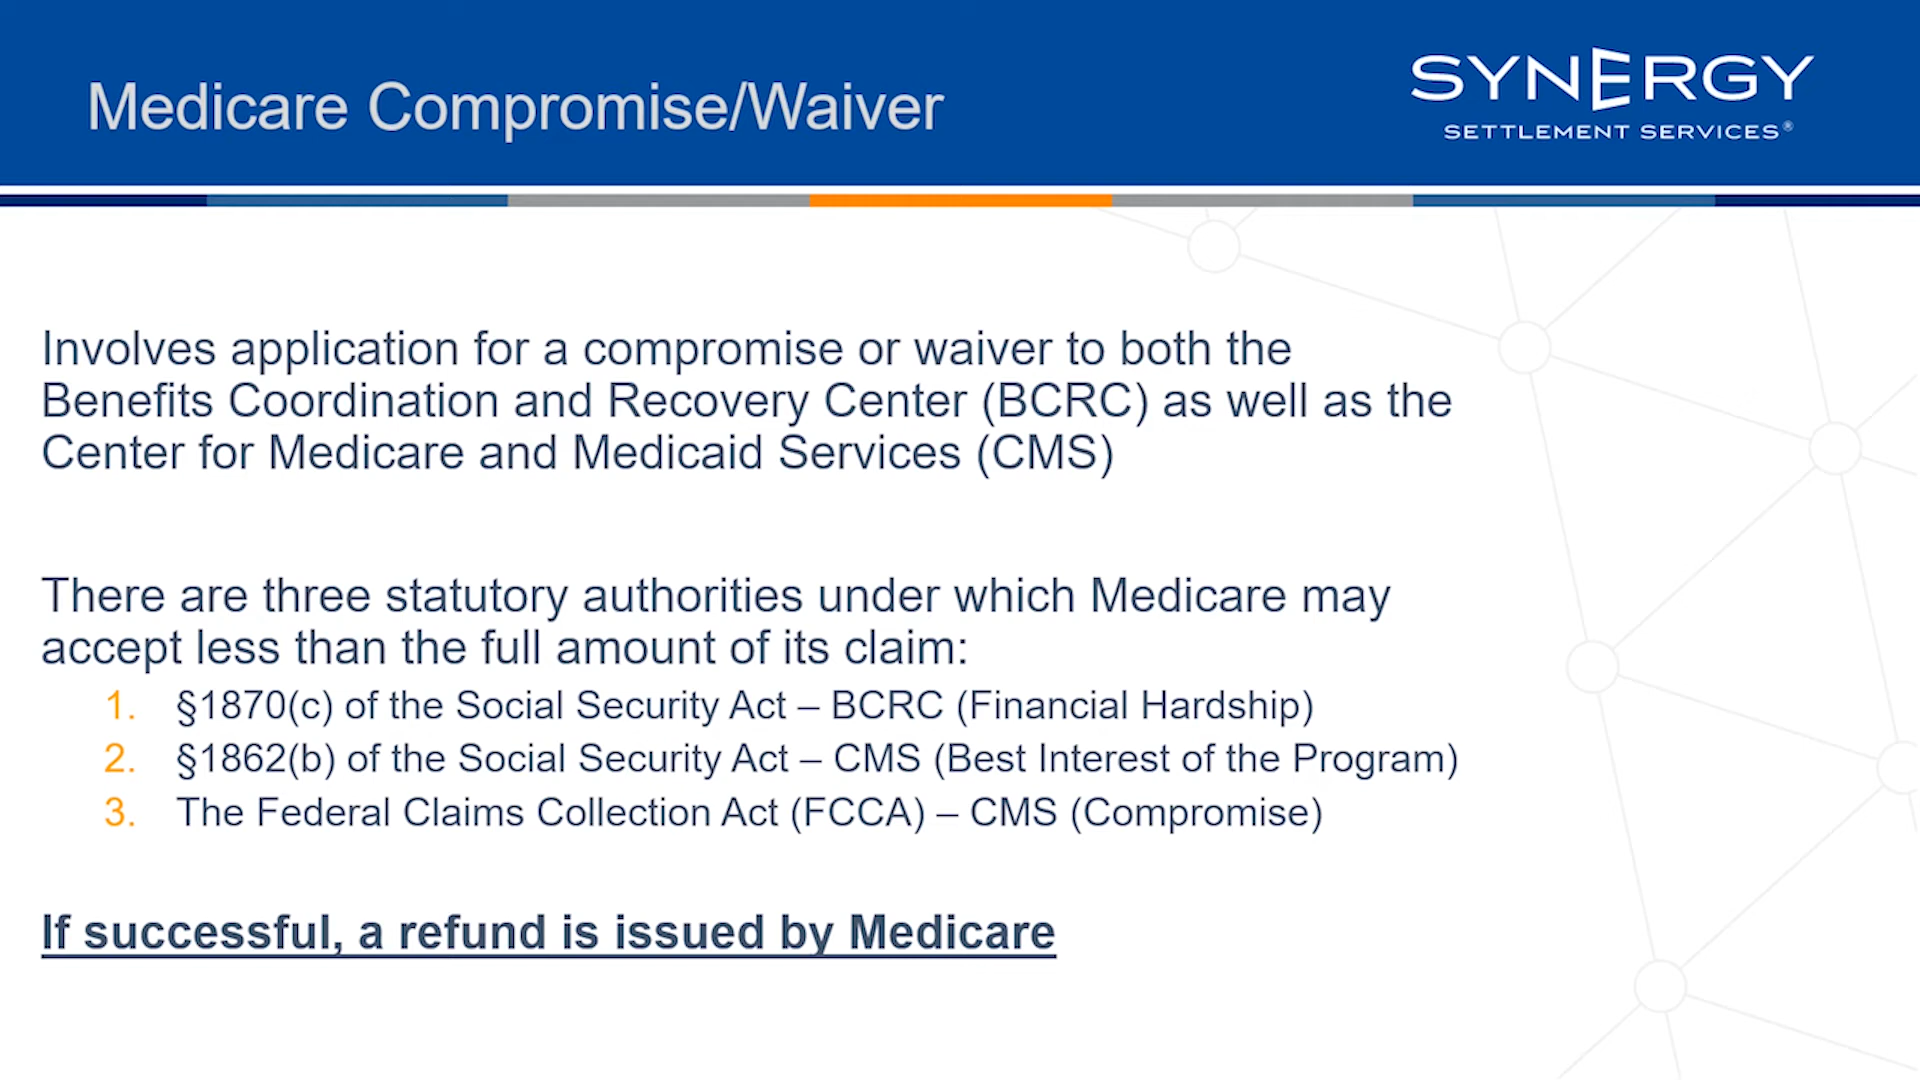 Medicare Compromise/Waiver
SYNERGY
SETTLEMENT SERVICES®
Involves application for a compromise or waiver to both the
Benefits Coordination and Recovery Center (BCRC) as well as the
Center for Medicare and Medicaid Services (CMS)
There are three statutory authorities under which Medicare may
accept less than the full amount of its claim:
1. §1870(c) of the Social Security Act – BCRC (Financial Hardship)
2. §1862(b) of the Social Security Act – CMS (Best Interest of the Program)
3. The Federal Claims Collection Act (FCCA) – CMS (Compromise)
If successful, a refund is issued by Medicare